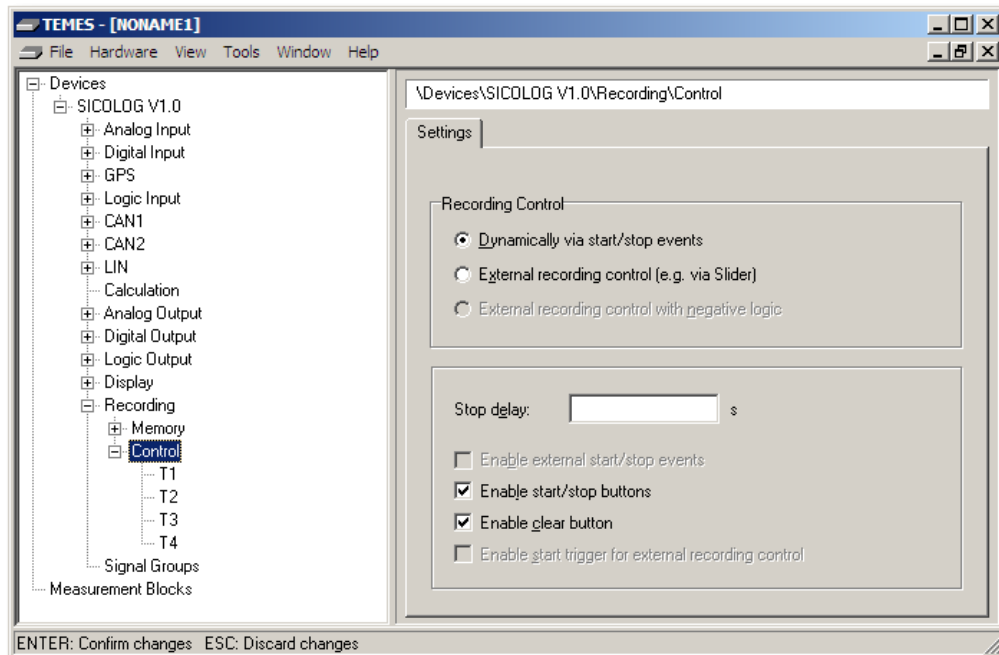 TEMES - [NONAME1]
File Hardware View Tools Window Help
Devices
SICOLOG V1.0
Analog Input
Digital Input
GPS
Logic Input
CAN1
CAN2
LIN
Calculation
Analog Output
Digital Output
Logic Output
Display
Recording
Memory
Control
T1
T2
T3
T4
Signal Groups
Measurement Blocks
\Devices\SICOLOG V1.0\Recording\Control
Settings
Recording Control
Dynamically via start/stop events
External recording control (e.g. via Slider)
External recording control with negative logic
Stop delay: s
Enable external start/stop events
Enable start/stop buttons
Enable clear button
Enable start trigger for external recording control
ENTER: Confirm changes ESC: Discard changes